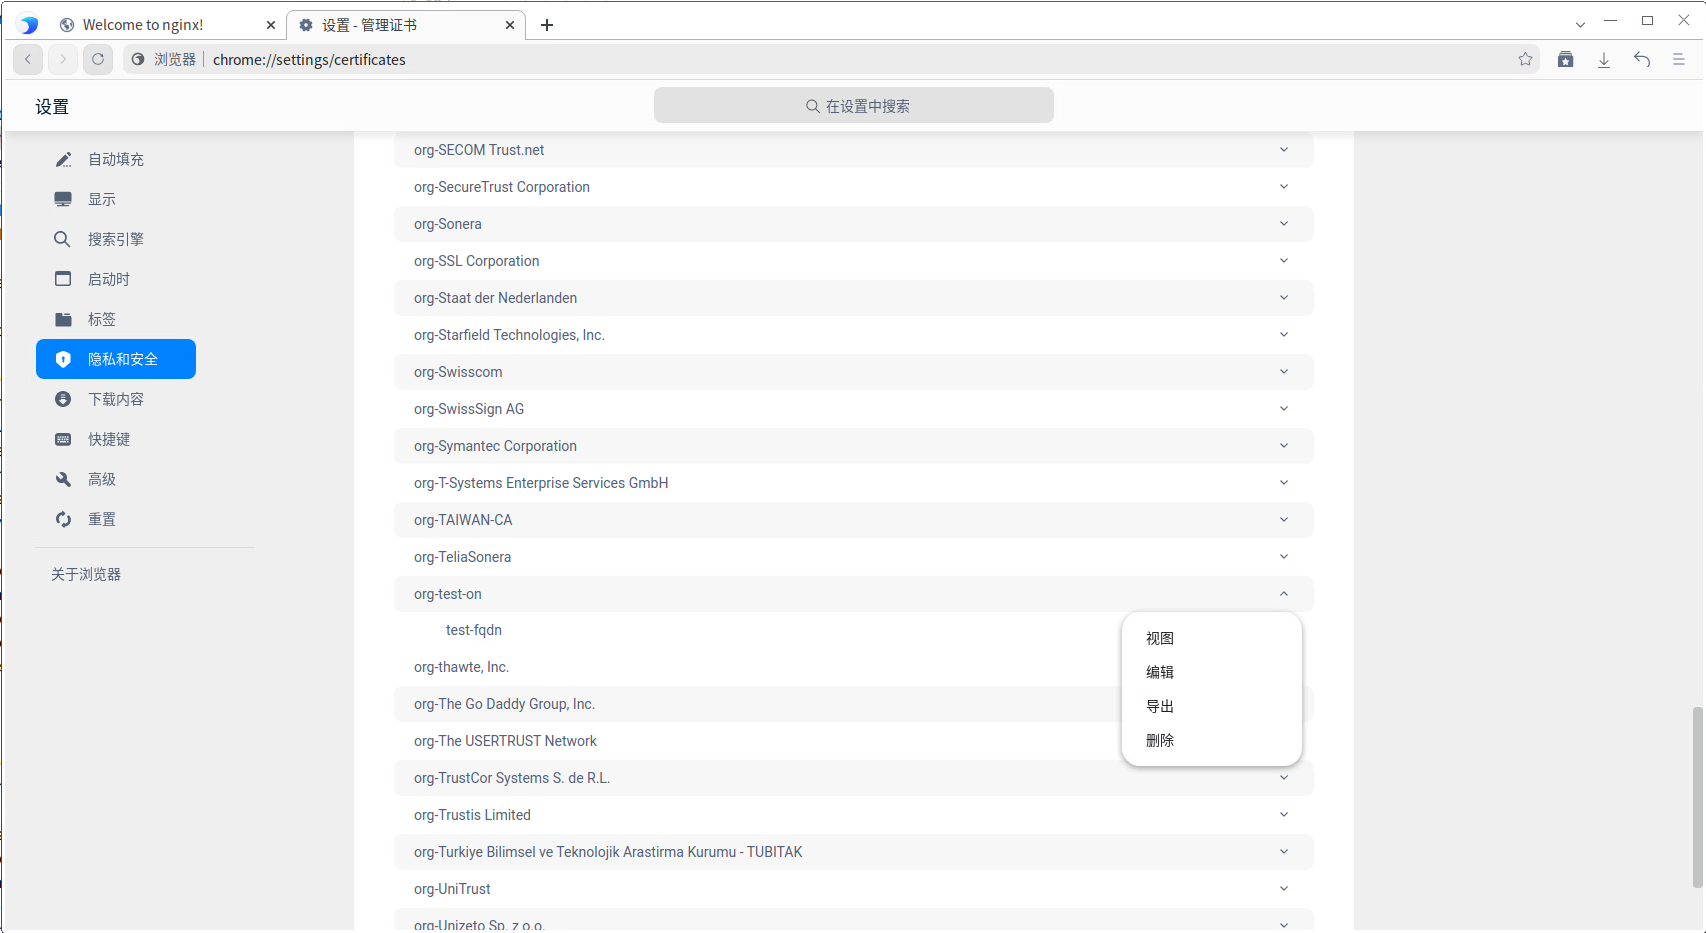 Welcome to nginx!
设置 - 管理证书
浏览器 chrome://settings/certificates
设置
在设置中搜索
自动填充
显示
搜索引擎
启动时
标签
隐私和安全
下载内容
快捷键
高级
重置
关于浏览器
org-SECOM Trust.net
org-SecureTrust Corporation
org-Sonera
org-SSL Corporation
org-Staat der Nederlanden
org-Starfield Technologies, Inc.
org-Swisscom
org-SwissSign AG
org-Symantec Corporation
org-T-Systems Enterprise Services GmbH
org-TAIWAN-CA
org-TeliaSonera
org-test-on
test-fqdn
org-thawte, Inc.
org-The Go Daddy Group, Inc.
org-The USERTRUST Network
org-TrustCor Systems S. de R.L.
org-Trustis Limited
org-Turkiye Bilimsel ve Teknolojik Arastirma Kurumu - TUBITAK
org-UniTrust
org-Unizeto Sp. z o.o.
视图
编辑
导出
删除